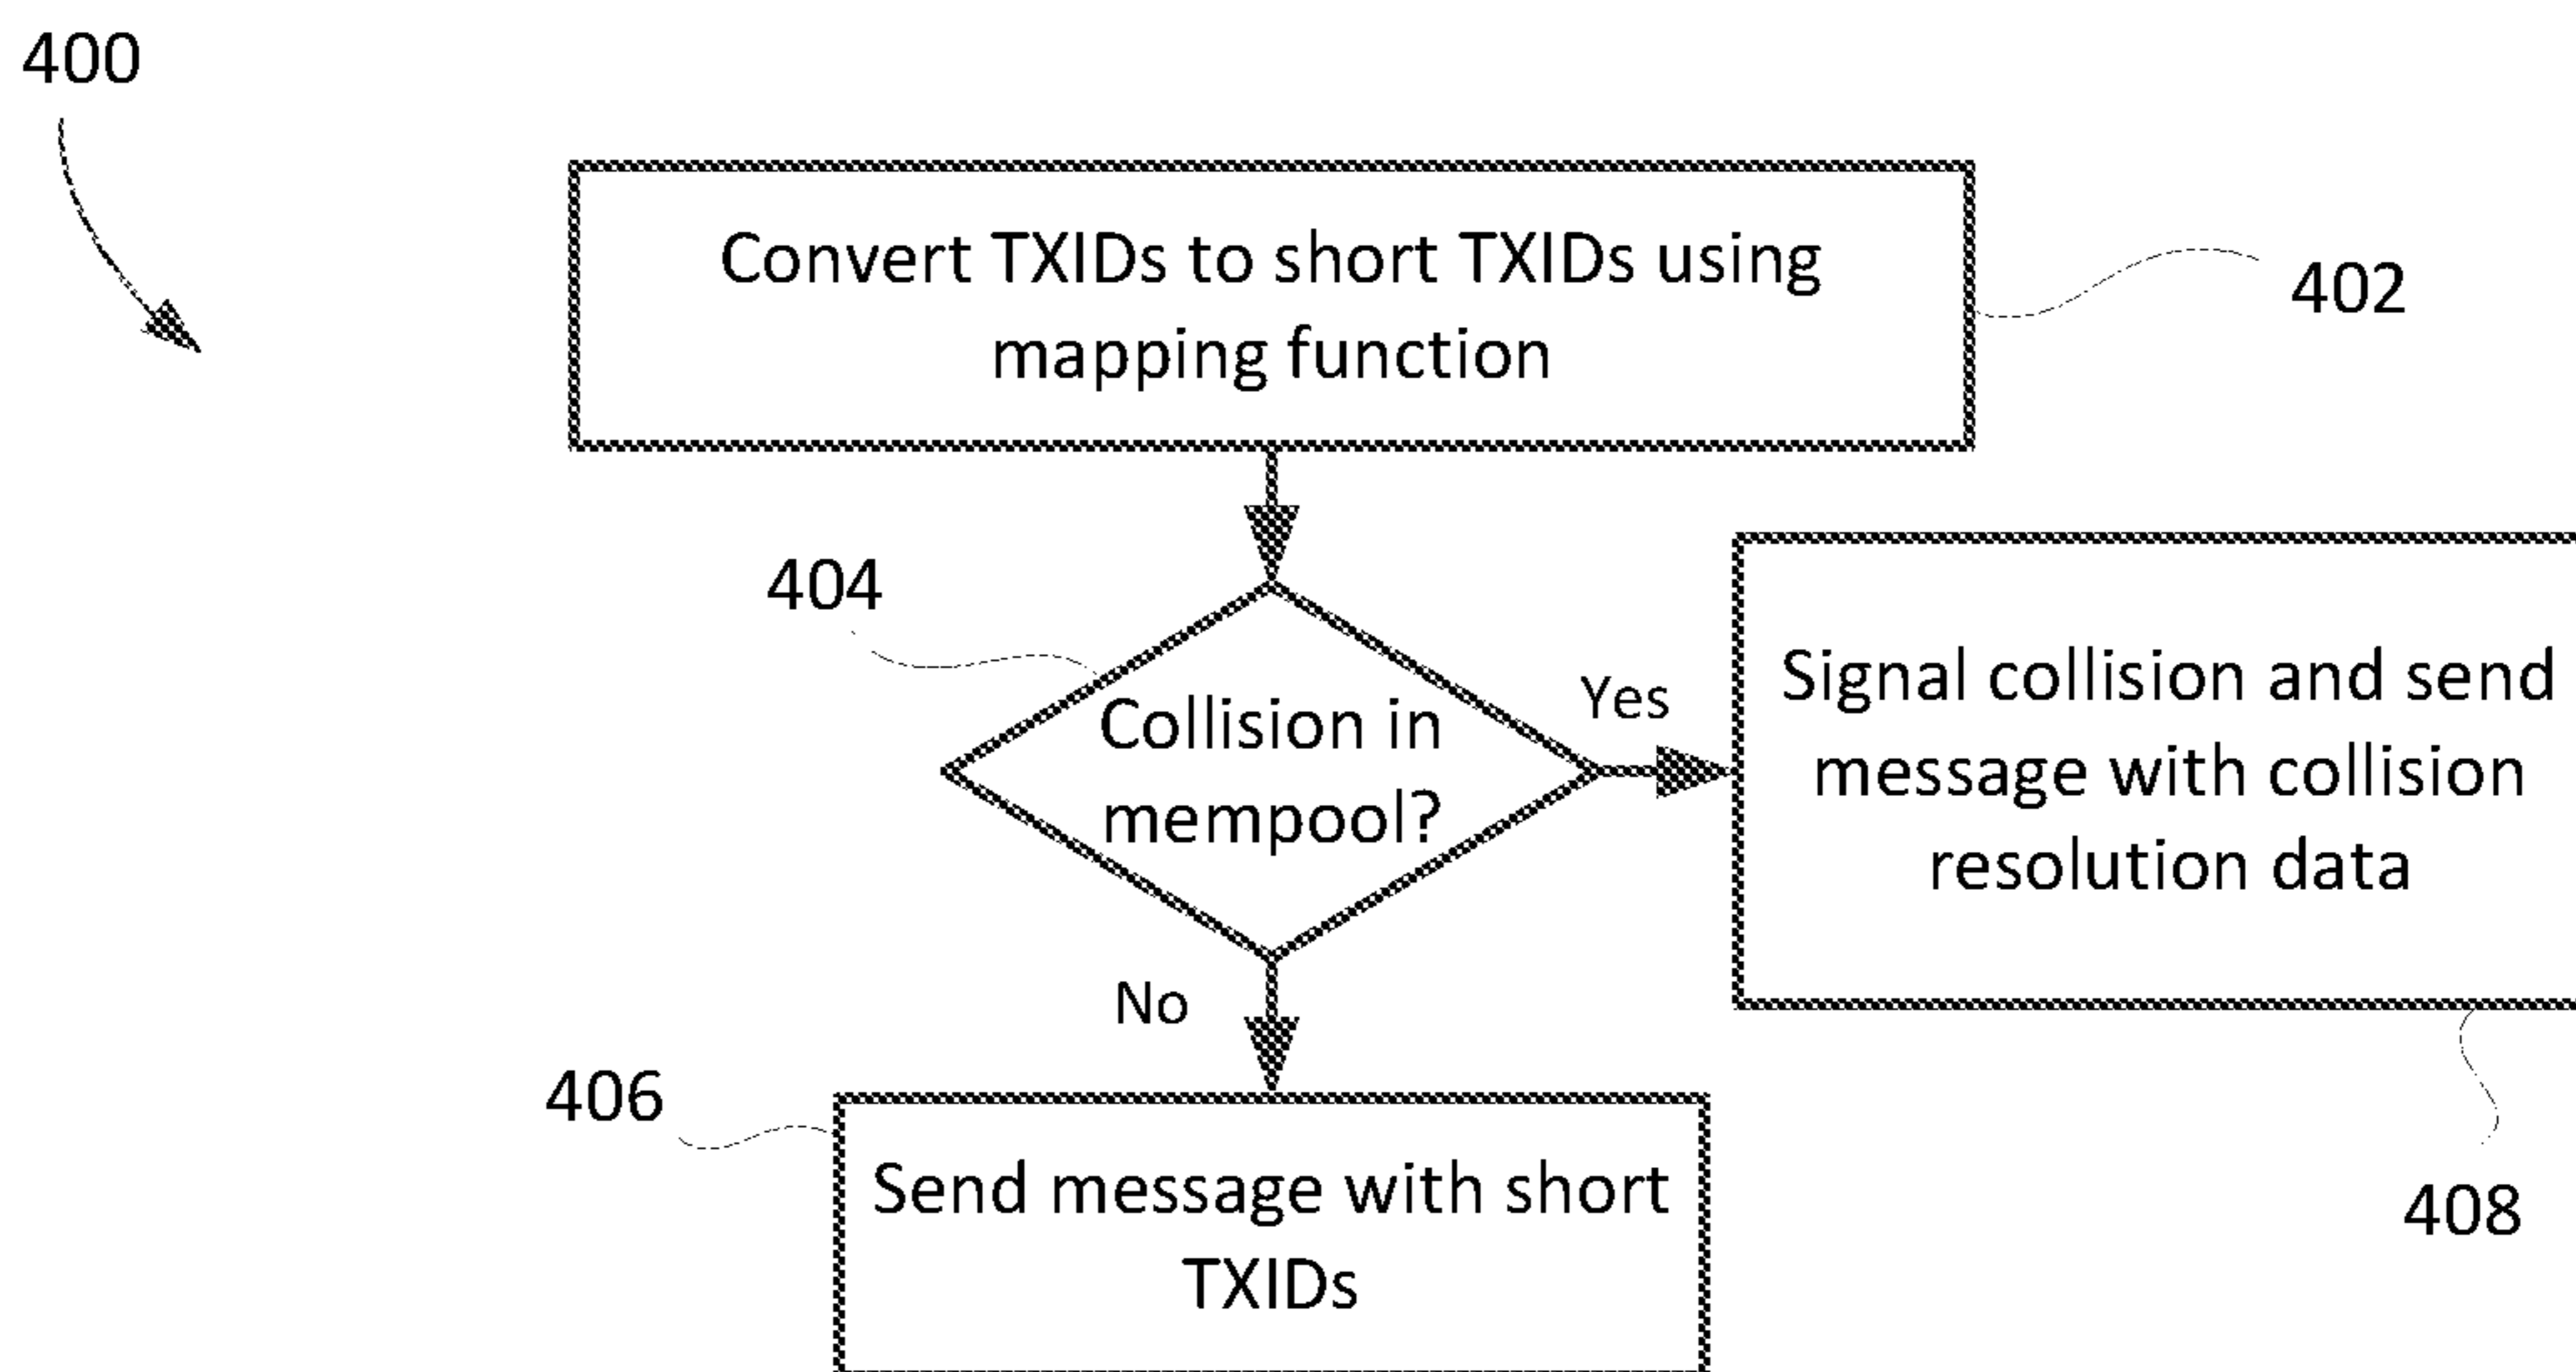 400
Convert TXIDs to short TXIDs using
mapping function
402
404
Collision in
mempool?
Yes
Signal collision and send
message with collision
resolution data
No
406
Send message with short
TXIDs
408